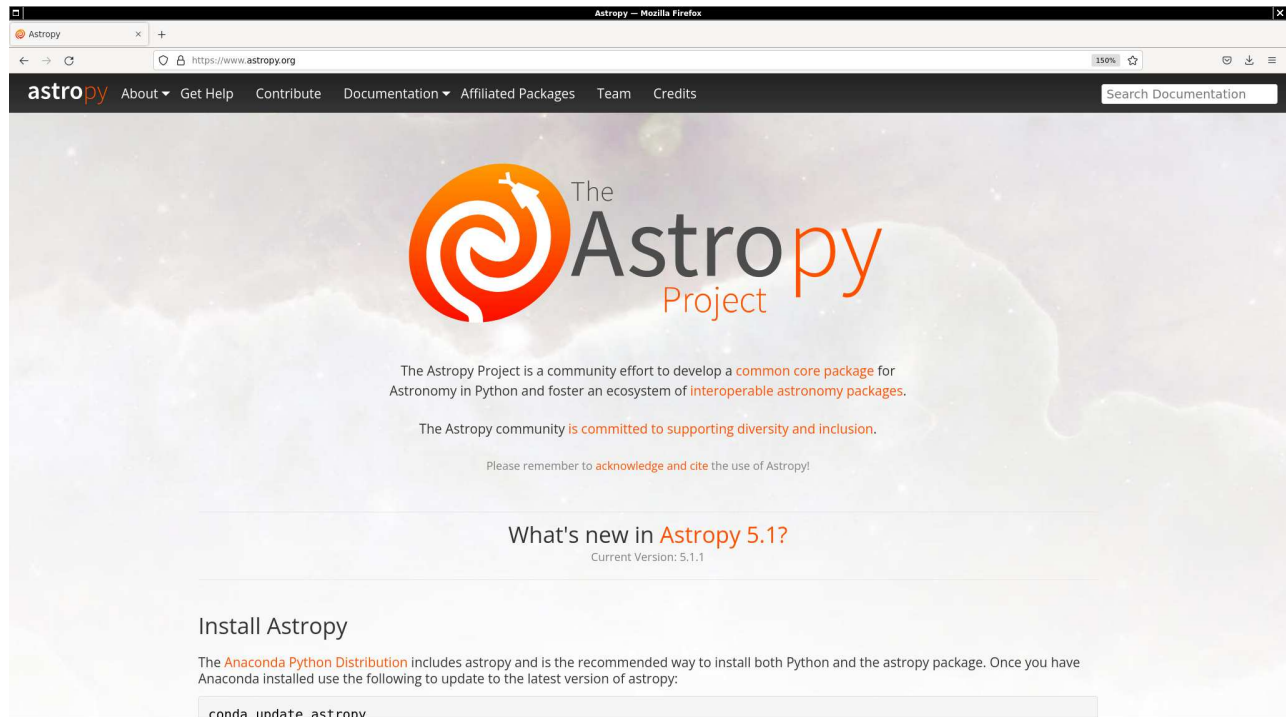 Astropy — Mozilla Firefox
Astropy
https://www.astropy.org
150%
astropy About Get Help Contribute Documentation Affiliated Packages Team Credits Search Documentation
The
Astropy
Project
The Astropy Project is a community effort to develop a common core package for
Astronomy in Python and foster an ecosystem of interoperable astronomy packages.
The Astropy community is committed to supporting diversity and inclusion.
Please remember to acknowledge and cite the use of Astropy!
What's new in Astropy 5.1?
Current Version: 5.1.1
Install Astropy
The Anaconda Python Distribution includes astropy and is the recommended way to install both Python and the astropy package. Once you have
Anaconda installed use the following to update to the latest version of astropy:
conda update astropy